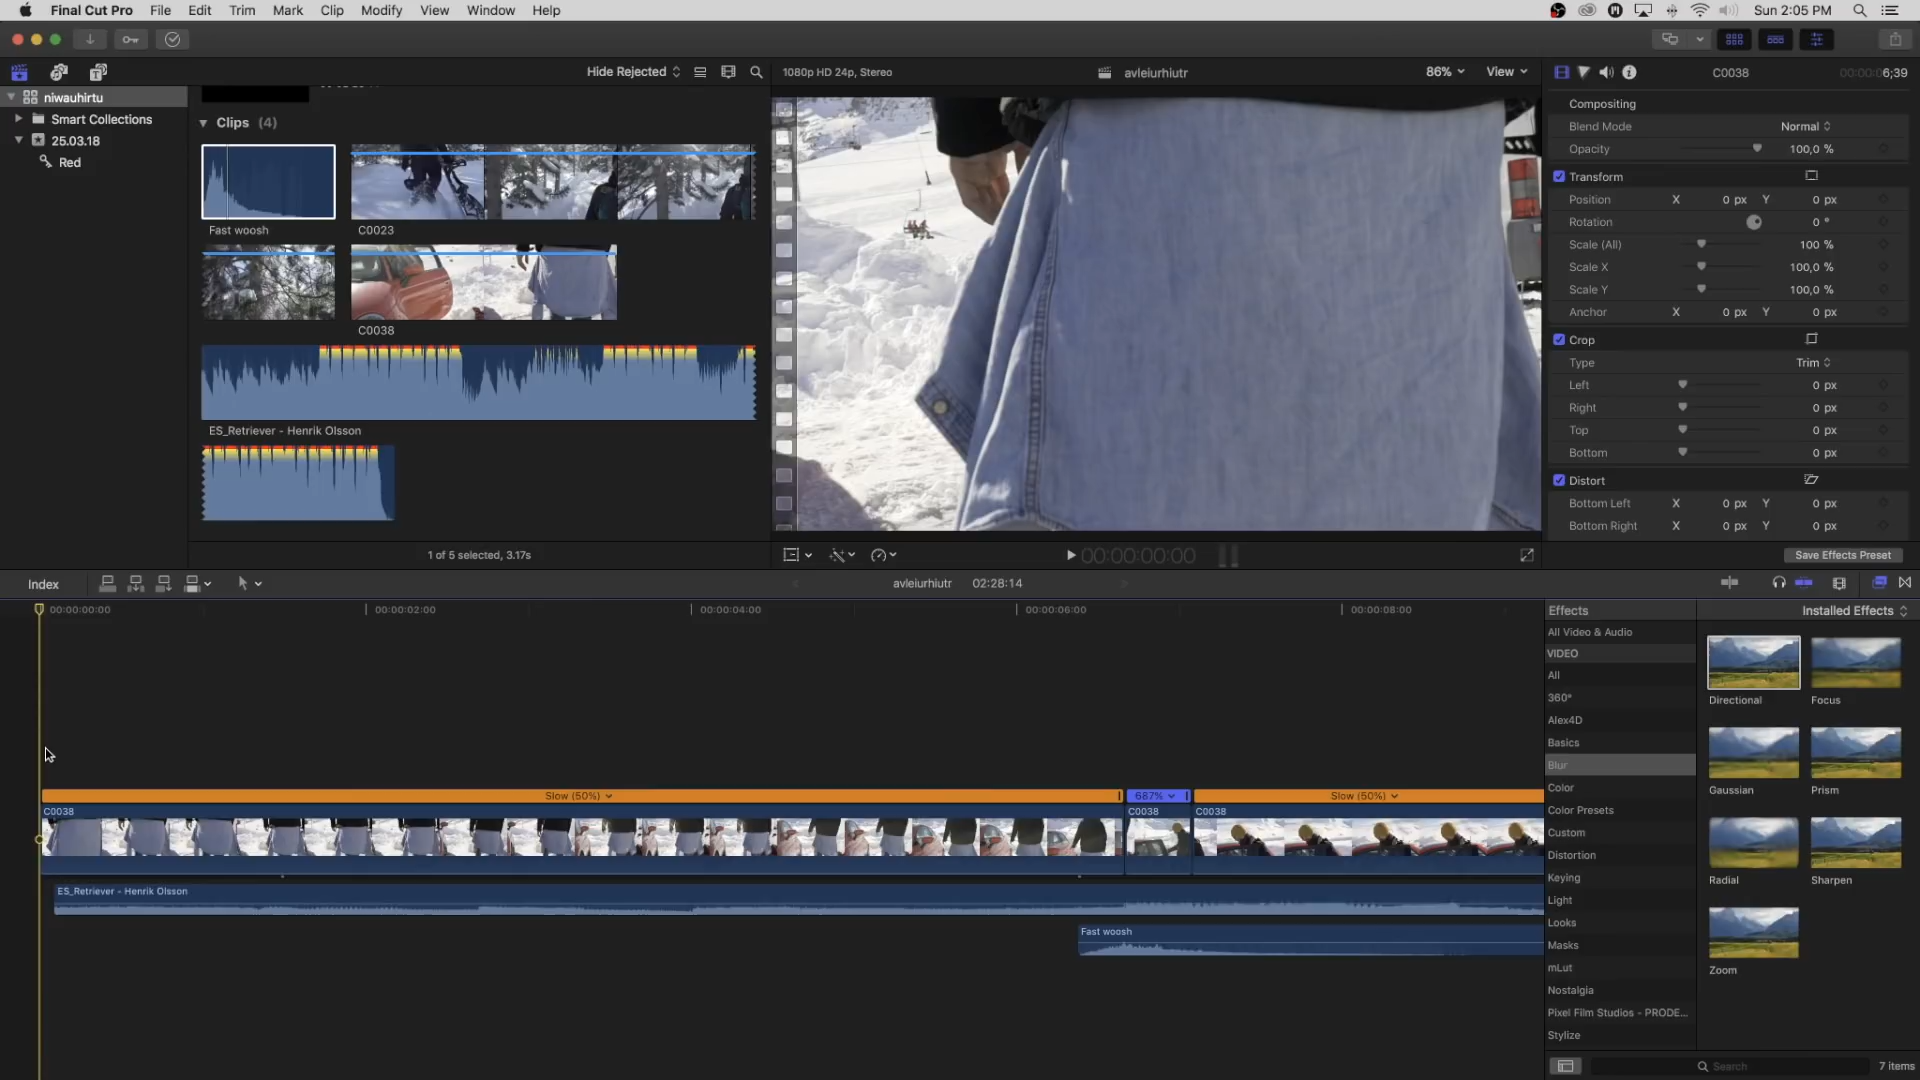 Final Cut Pro File Edit Trim Mark Clip Modify View Window Help
Sun 2:05 PM
Hide Rejected
1080p HD 24p, Stereo
avleiurhiutr
86%
View
C0038
00:00:06;39
niwauhirtu
Smart Collections
25.03.18
Red
Clips (4)
Fast woosh
C0023
C0038
ES_Retriever - Henrik Olsson
1 of 5 selected, 3.17s
Compositing
Blend Mode Normal
Opacity 100,0 %
Transform
Position X 0 px Y 0 px
Rotation 0 °
Scale (All) 100 %
Scale X 100,0 %
Scale Y 100,0 %
Anchor X 0 px Y 0 px
Crop
Type Trim
Left 0 px
Right 0 px
Top 0 px
Bottom 0 px
Distort
Bottom Left X 0 px Y 0 px
Bottom Right X 0 px Y 0 px
00:00:00:00
Save Effects Preset
Index
avleiurhiutr 02:28:14
00:00:00:00 00:00:02:00 00:00:04:00 00:00:06:00 00:00:08:00
Slow (50%) 687% Slow (50%)
C0038 C0038 C0038
ES_Retriever - Henrik Olsson
Fast woosh
Effects
Installed Effects
All Video & Audio
VIDEO
All
360°
Alex4D
Basics
Blur
Color
Color Presets
Custom
Distortion
Keying
Light
Looks
Masks
mLut
Nostalgia
Pixel Film Studios - PRODE...
Stylize
Directional Focus
Gaussian Prism
Radial Sharpen
Zoom
Search
7 items